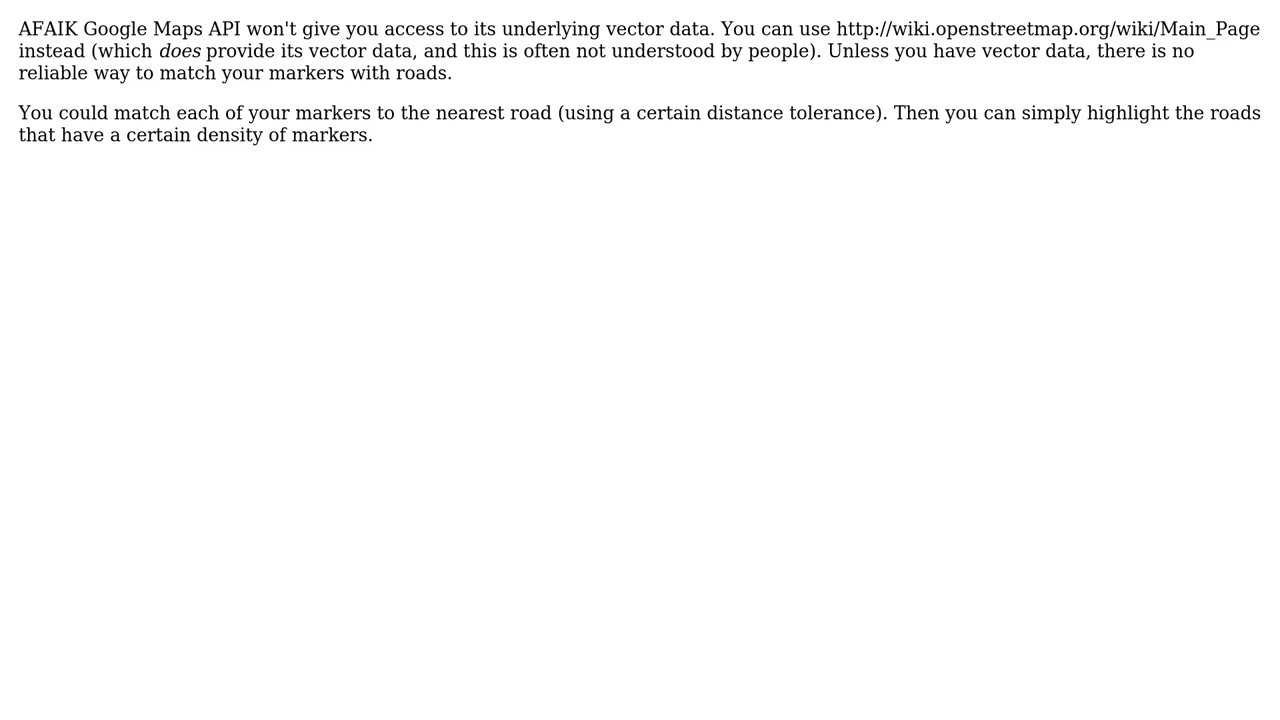 AFAIK Google Maps API won't give you access to its underlying vector data. You can use http://wiki.openstreetmap.org/wiki/Main_Page
instead (which does provide its vector data, and this is often not understood by people). Unless you have vector data, there is no
reliable way to match your markers with roads.
You could match each of your markers to the nearest road (using a certain distance tolerance). Then you can simply highlight the roads
that have a certain density of markers.